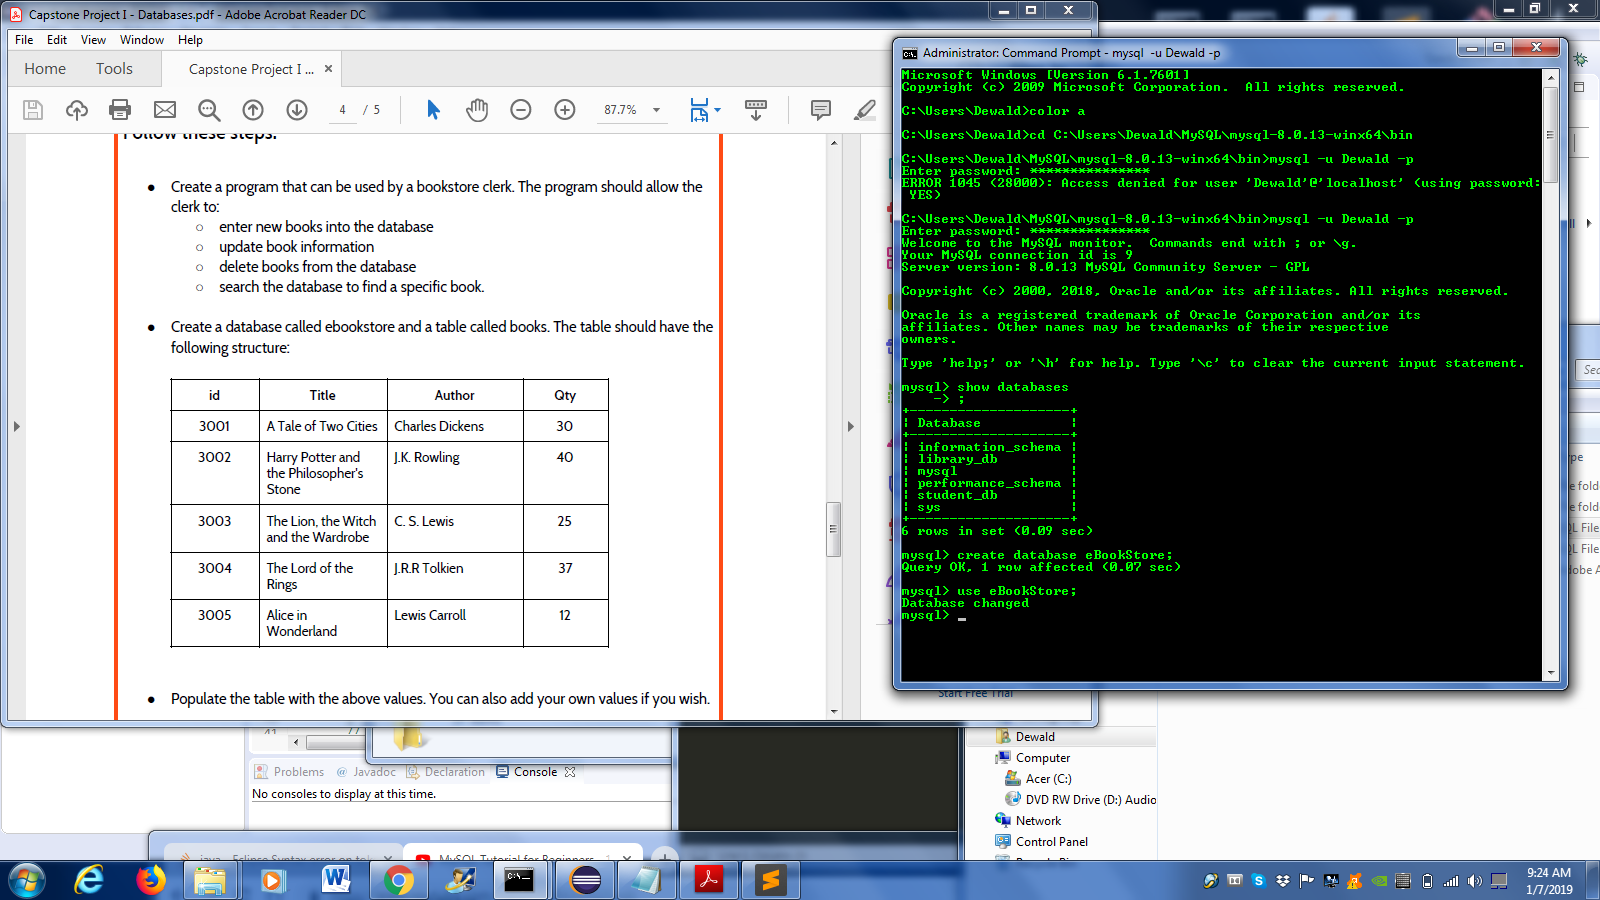 Capstone Project I - Databases.pdf - Adobe Acrobat Reader DC
File Edit View Window Help
Home Tools Capstone Project I ... ×
4 / 5 87.7%
Follow these steps:
● Create a program that can be used by a bookstore clerk. The program should allow the
clerk to:
○ enter new books into the database
○ update book information
○ delete books from the database
○ search the database to find a specific book.
● Create a database called ebookstore and a table called books. The table should have the
following structure:
id Title Author Qty
3001 A Tale of Two Cities Charles Dickens 30
3002 Harry Potter and J.K. Rowling 40
the Philosopher's
Stone
3003 The Lion, the Witch C. S. Lewis 25
and the Wardrobe
3004 The Lord of the J.R.R Tolkien 37
Rings
3005 Alice in Lewis Carroll 12
Wonderland
● Populate the table with the above values. You can also add your own values if you wish.
Administrator: Command Prompt - mysql -u Dewald -p
Microsoft Windows [Version 6.1.7601]
Copyright (c) 2009 Microsoft Corporation. All rights reserved.
C:\Users\Dewald>color a
C:\Users\Dewald>cd C:\Users\Dewald\MySQL\mysql-8.0.13-winx64\bin
C:\Users\Dewald\MySQL\mysql-8.0.13-winx64\bin>mysql -u Dewald -p
Enter password: ***************
ERROR 1045 (28000): Access denied for user 'Dewald'@'localhost' (using password:
YES)
C:\Users\Dewald\MySQL\mysql-8.0.13-winx64\bin>mysql -u Dewald -p
Enter password: ***************
Welcome to the MySQL monitor. Commands end with ; or \g.
Your MySQL connection id is 9
Server version: 8.0.13 MySQL Community Server - GPL
Copyright (c) 2000, 2018, Oracle and/or its affiliates. All rights reserved.
Oracle is a registered trademark of Oracle Corporation and/or its
affiliates. Other names may be trademarks of their respective
owners.
Type 'help;' or '\h' for help. Type '\c' to clear the current input statement.
mysql> show databases
-> ;
+--------------------+
| Database |
+--------------------+
| information_schema |
| library_db |
| mysql |
| performance_schema |
| student_db |
| sys |
+--------------------+
6 rows in set (0.09 sec)
mysql> create database eBookStore;
Query OK, 1 row affected (0.07 sec)
mysql> use eBookStore;
Database changed
mysql> _
Start Free Trial
Dewald
Computer
Acer (C:)
DVD RW Drive (D:) Audio
Network
Control Panel
Problems @ Javadoc Declaration Console
No consoles to display at this time.
java - Eclipse Syntax error on tok
MySQL Tutorial for Beginners - 1
9:24 AM
1/7/2019